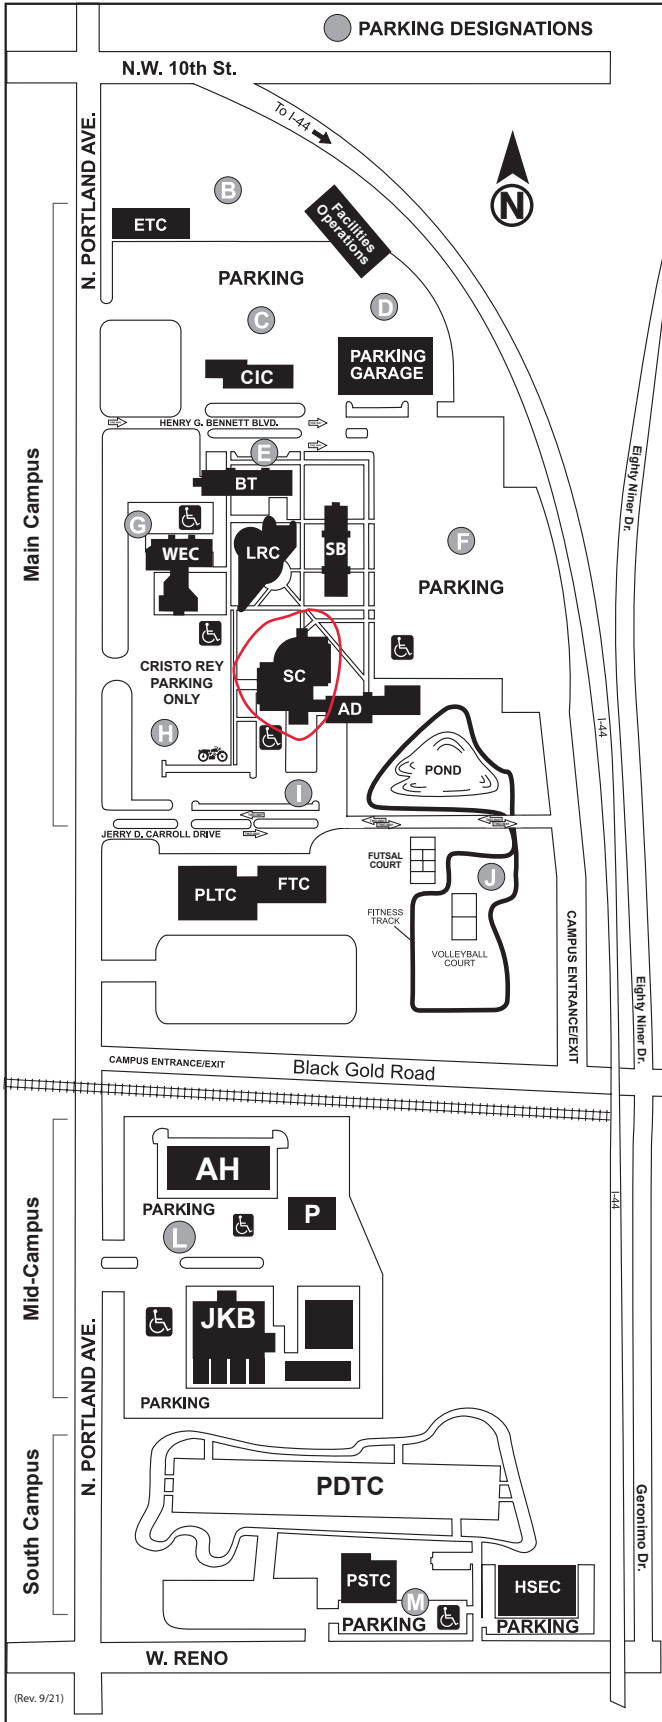 PARKING DESIGNATIONS
N.W. 10th St.
To I-44
N. PORTLAND AVE.
B
ETC
Facilities
Operations
N
PARKING
C
D
CIC
PARKING
GARAGE
HENRY G. BENNETT BLVD.
Main Campus
E
BT
G
WEC
LRC
SB
F
PARKING
Eighty Niner Dr.
CRISTO REY
PARKING
ONLY
SC
AD
H
I-44
POND
I
JERRY D. CARROLL DRIVE
FUTSAL
COURT
PLTC
FTC
J
FITNESS
TRACK
VOLLEYBALL
COURT
CAMPUS ENTRANCE/EXIT
Eighty Niner Dr.
CAMPUS ENTRANCE/EXIT
Black Gold Road
AH
PARKING
P
L
I-44
Mid-Campus
JKB
N. PORTLAND AVE.
PARKING
South Campus
PDTC
Geronimo Dr.
PSTC
M
HSEC
PARKING
PARKING
W. RENO
(Rev. 9/21)